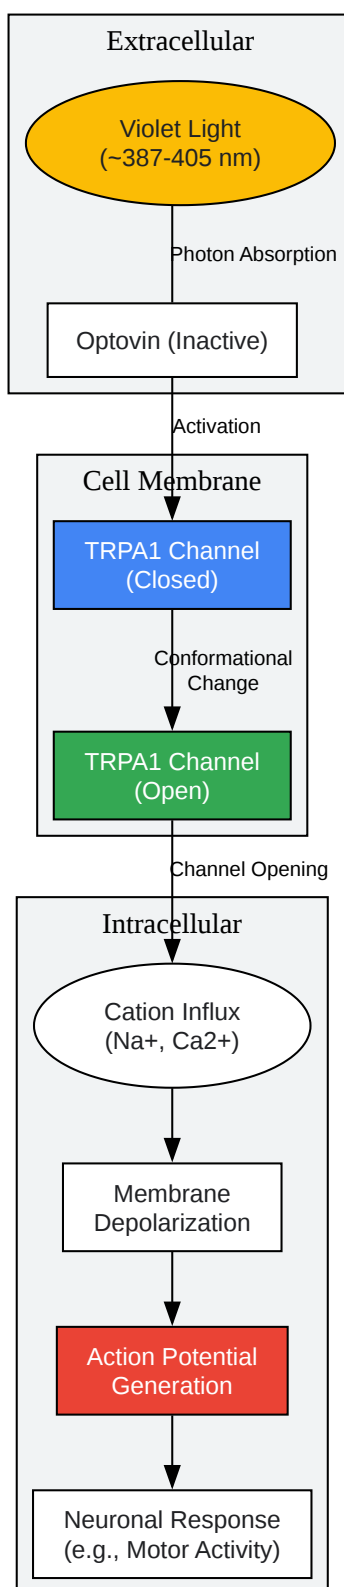 Extracellular
Violet Light
(~387-405 nm)
Photon Absorption
Optovin (Inactive)
Activation
Cell Membrane
TRPA1 Channel
(Closed)
Conformational
Change
TRPA1 Channel
(Open)
Channel Opening
Intracellular
Cation Influx
(Na+, Ca2+)
Membrane
Depolarization
Action Potential
Generation
Neuronal Response
(e.g., Motor Activity)